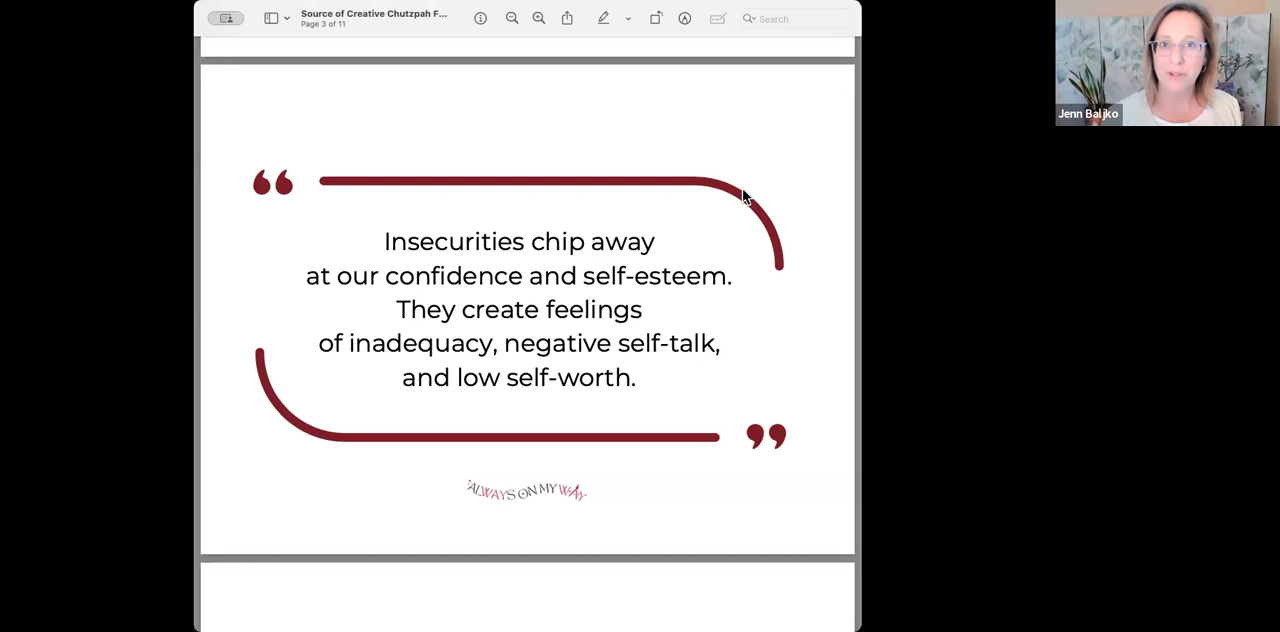 Source of Creative Chutzpah F...
Page 3 of 11
Search
Jenn Baljko
“
Insecurities chip away
at our confidence and self-esteem.
They create feelings
of inadequacy, negative self-talk,
and low self-worth.
”
ALWAYS ON MY WAY